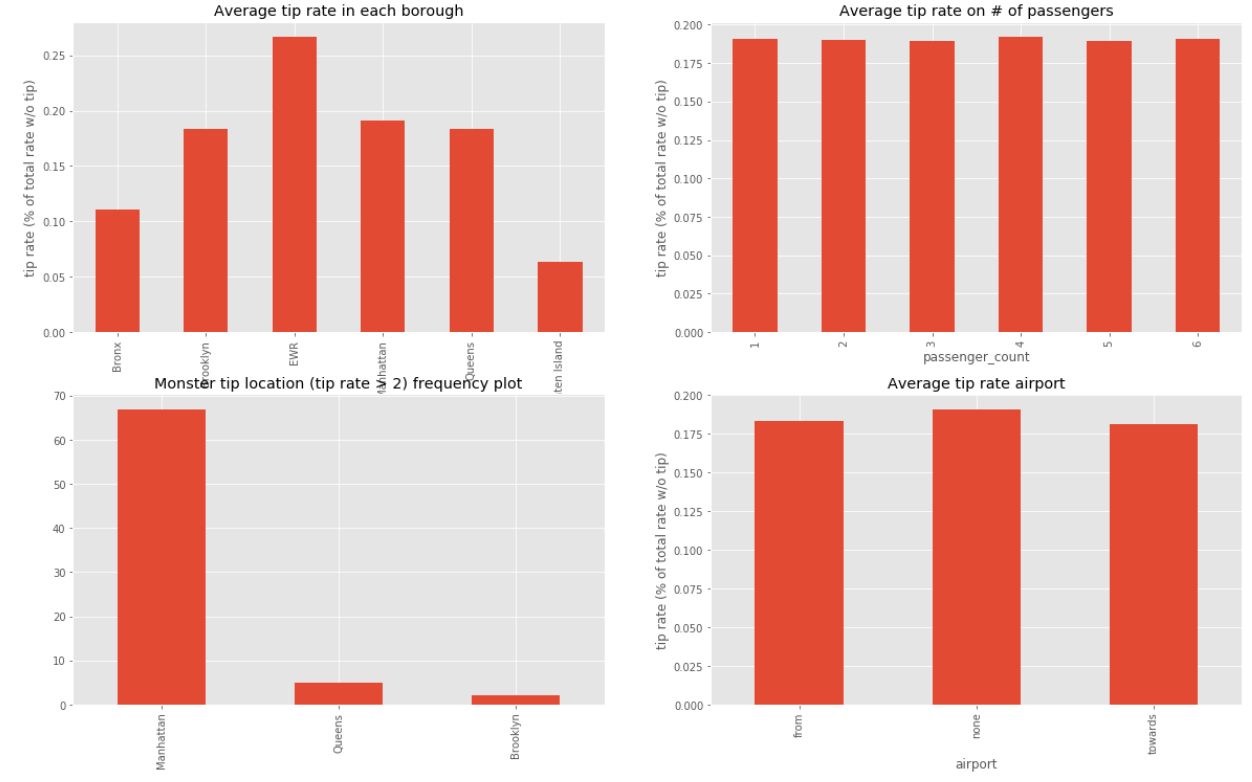 Average tip rate in each borough
tip rate (% of total rate w/o tip)
0.25
0.20
0.15
0.10
0.05
0.00
Bronx
rooklyn
EWR
Manhattan
Queens
ten Island
Average tip rate on # of passengers
tip rate (% of total rate w/o tip)
0.200
0.175
0.150
0.125
0.100
0.075
0.050
0.025
0.000
1
2
3
4
5
6
passenger_count
Monster tip location (tip rate > 2) frequency plot
70
60
50
40
30
20
10
0
Manhattan
Queens
Brooklyn
Average tip rate airport
tip rate (% of total rate w/o tip)
0.200
0.175
0.150
0.125
0.100
0.075
0.050
0.025
0.000
from
none
towards
airport